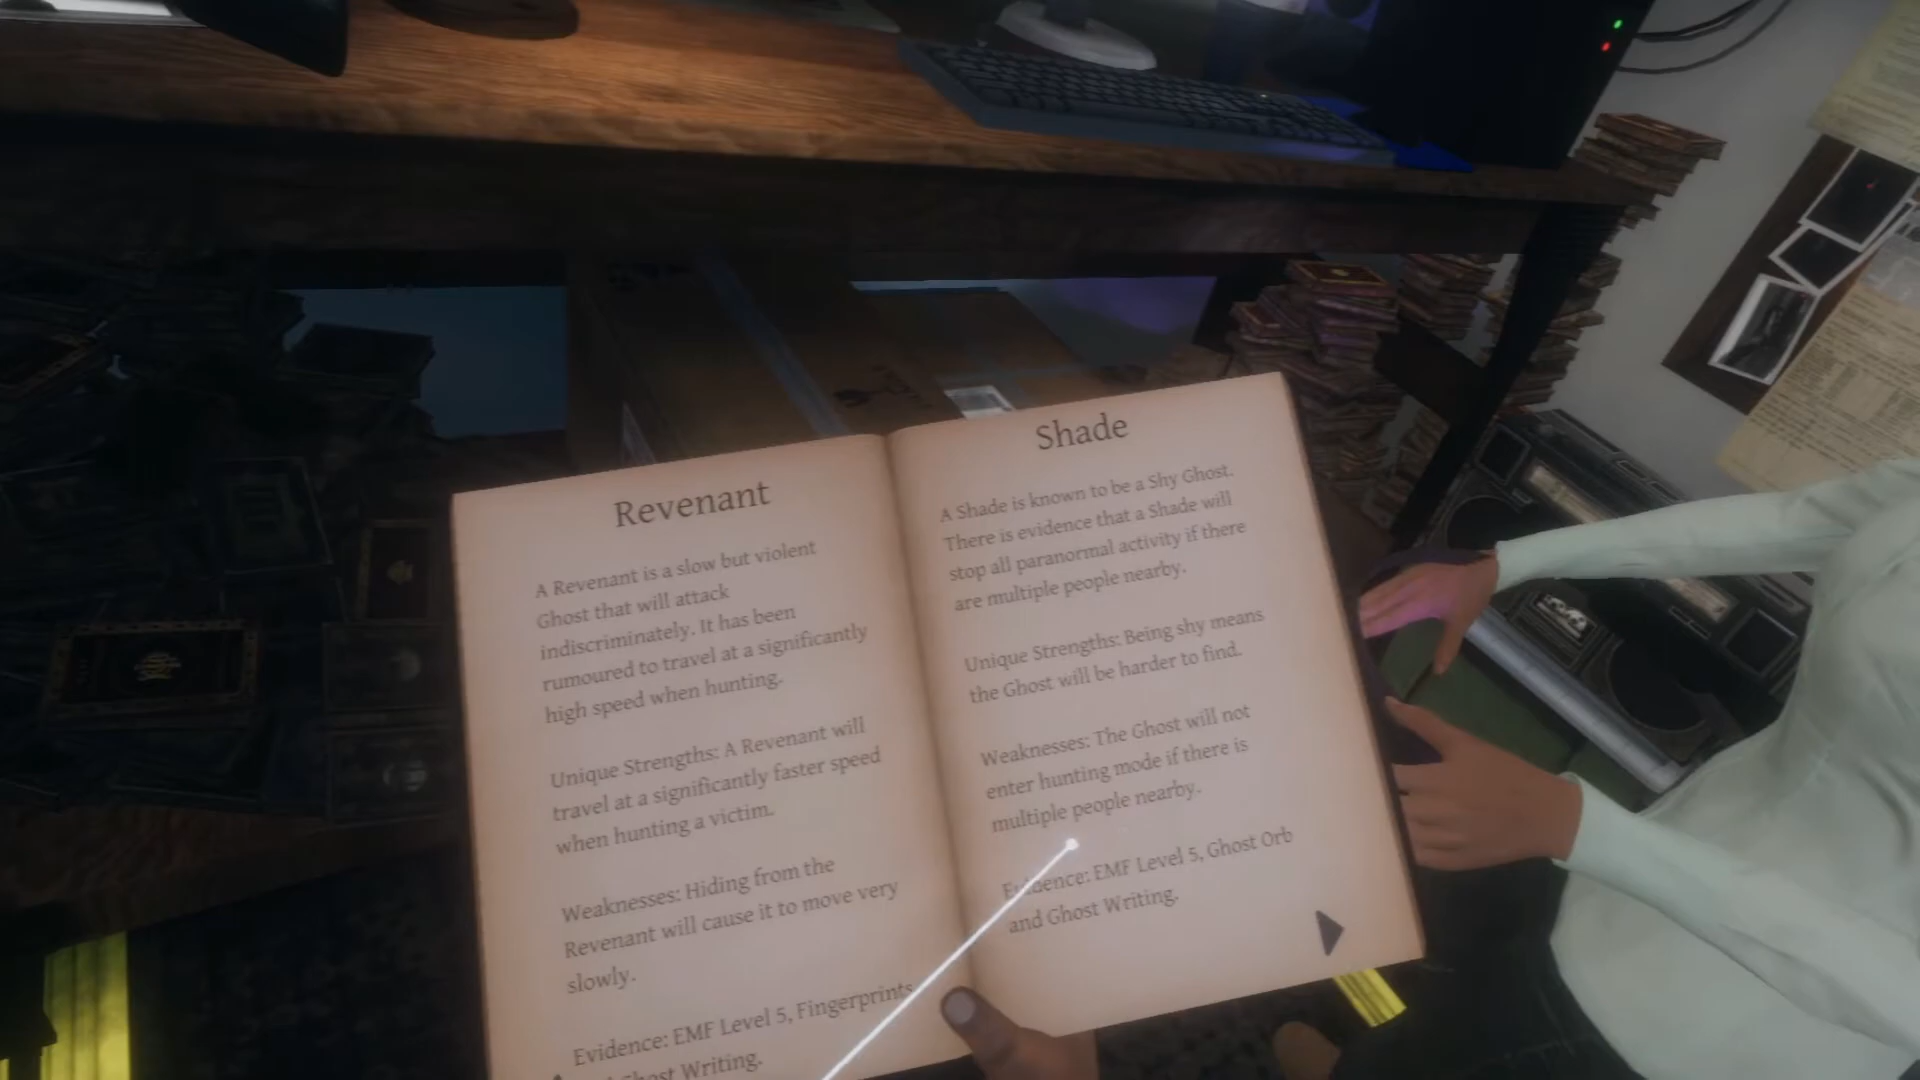 Revenant
A Revenant is a slow but violent
Ghost that will attack
indiscriminately. It has been
rumoured to travel at a significantly
high speed when hunting.
Unique Strengths: A Revenant will
travel at a significantly faster speed
when hunting a victim.
Weaknesses: Hiding from the
Revenant will cause it to move very
slowly.
Evidence: EMF Level 5, Fingerprints
and Ghost Writing.
Shade
A Shade is known to be a Shy Ghost.
There is evidence that a Shade will
stop all paranormal activity if there
are multiple people nearby.
Unique Strengths: Being shy means
the Ghost will be harder to find.
Weaknesses: The Ghost will not
enter hunting mode if there is
multiple people nearby.
Evidence: EMF Level 5, Ghost Orb
and Ghost Writing.